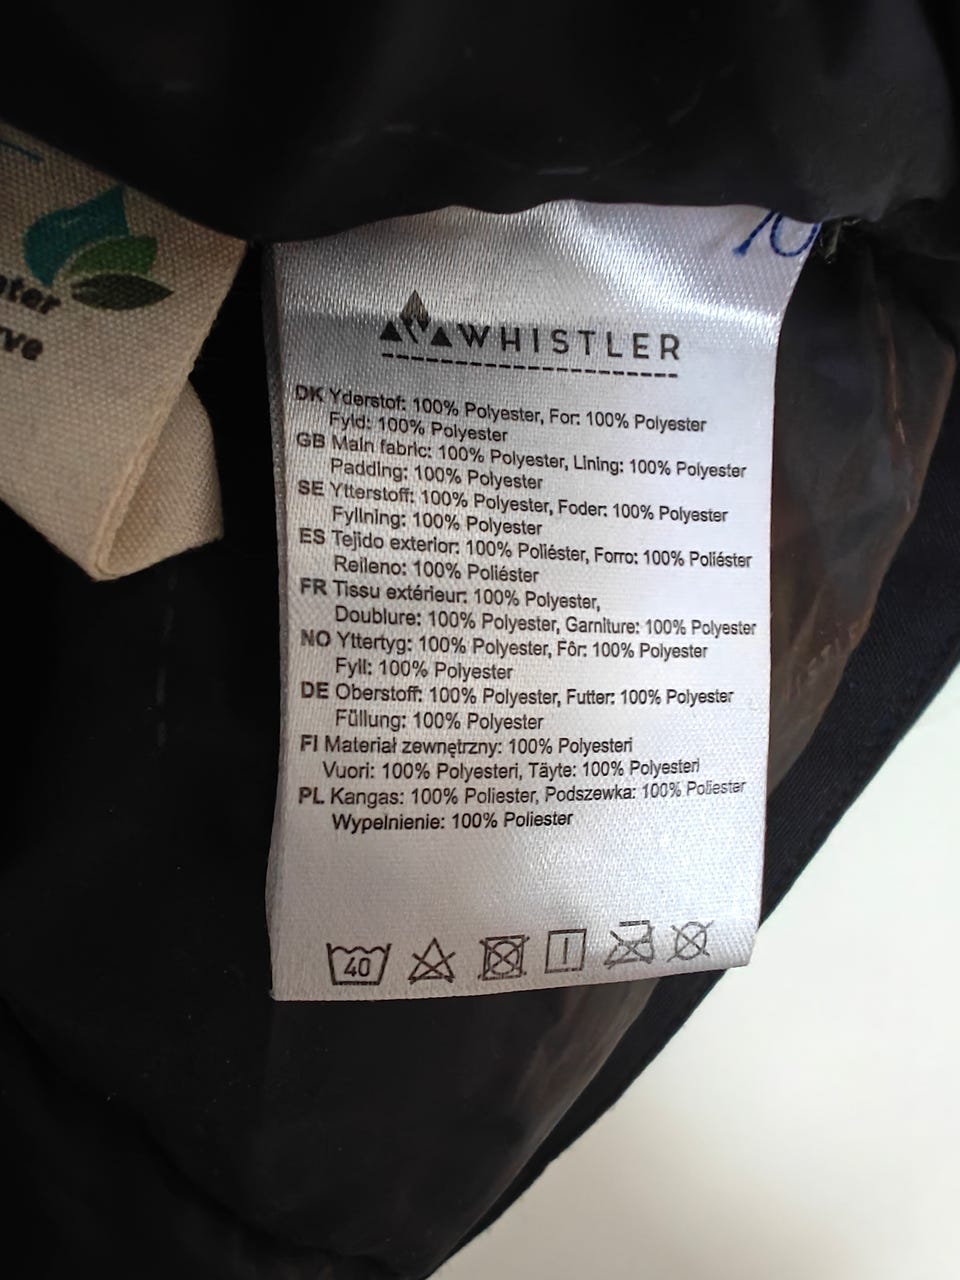 ter
rve
WHISTLER
DK Yderstof: 100% Polyester, For: 100% Polyester
Fyld: 100% Polyester
GB Main fabric: 100% Polyester, Lining: 100% Polyester
Padding: 100% Polyester
SE Ytterstoff: 100% Polyester, Foder: 100% Polyester
Fyllning: 100% Polyester
ES Tejido exterior: 100% Poliéster, Forro: 100% Poliéster
Relleno: 100% Poliéster
FR Tissu extérieur: 100% Polyester,
Doublure: 100% Polyester, Garniture: 100% Polyester
NO Yttertyg: 100% Polyester, Fôr: 100% Polyester
Fyll: 100% Polyester
DE Oberstoff: 100% Polyester, Futter: 100% Polyester
Füllung: 100% Polyester
FI Materiał zewnętrzny: 100% Polyesteri
Vuori: 100% Polyesteri, Täyte: 100% Polyesteri
PL Kangas: 100% Poliester, Podszewka: 100% Poliester
Wypełnienie: 100% Poliester
40